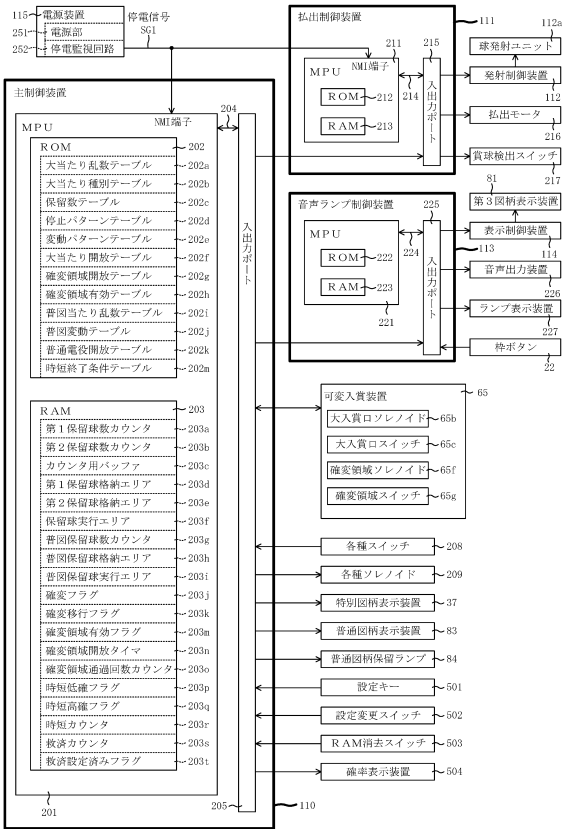 115
電源装置
251
電源部
252
停電監視回路
停電信号
SG1
主制御装置
MPU
NMI端子
204
ROM
202
大当たり乱数テーブル
202a
大当たり種別テーブル
202b
保留数テーブル
202c
停止パターンテーブル
202d
変動パターンテーブル
202e
大当たり開放テーブル
202f
確変領域開放テーブル
202g
確変領域有効テーブル
202h
普図当たり乱数テーブル
202i
普図変動テーブル
202j
普通電役開放テーブル
202k
時短終了条件テーブル
202m
RAM
203
第1保留球数カウンタ
203a
第2保留球数カウンタ
203b
カウンタ用バッファ
203c
第1保留球格納エリア
203d
第2保留球格納エリア
203e
保留球実行エリア
203f
普図保留球数カウンタ
203g
普図保留球格納エリア
203h
普図保留球実行エリア
203i
確変フラグ
203j
確変移行フラグ
203k
確変領域有効フラグ
203m
確変領域開放タイマ
203n
確変領域通過回数カウンタ
203o
時短低確フラグ
203p
時短高確フラグ
203q
時短カウンタ
203r
救済カウンタ
203s
救済設定済みフラグ
203t
201
入出力ポート
205
110
払出制御装置
111
NMI端子
211
MPU
ROM
212
RAM
213
214
215
入出力ポート
112a
球発射ユニット
発射制御装置
112
払出モータ
216
賞球検出スイッチ
217
音声ランプ制御装置
MPU
ROM
222
RAM
223
221
224
225
入出力ポート
113
81
第3図柄表示装置
表示制御装置
114
音声出力装置
226
ランプ表示装置
227
枠ボタン
22
可変入賞装置
65
大入賞口ソレノイド
65b
大入賞口スイッチ
65c
確変領域ソレノイド
65f
確変領域スイッチ
65g
各種スイッチ
208
各種ソレノイド
209
特別図柄表示装置
37
普通図柄表示装置
83
普通図柄保留ランプ
84
設定キー
501
設定変更スイッチ
502
RAM消去スイッチ
503
確率表示装置
504